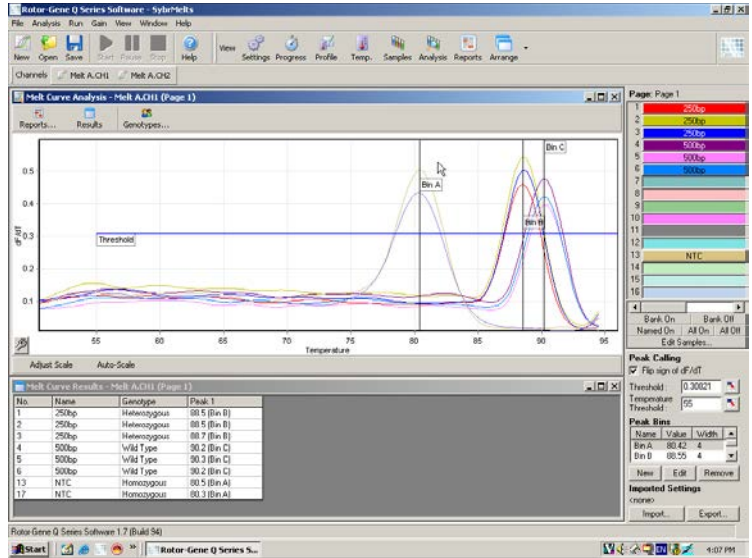 Rotor-Gene Q Series Software - SybrMelts
File Analysis Run Gain View Window Help
New Open Save Start Pause Stop Help View Settings Progress Profile Temp. Samples Analysis Reports Arrange
Channels Melt A.CH1 Melt A.CH2
Melt Curve Analysis - Melt A.CH1 (Page 1)
Reports... Results Genotypes...
Bin C
Bin A
Bin B
0.5
0.4
0.3
0.2
0.1
dF/dT
Threshold
55 60 65 70 75 80 85 90 95
Temperature
Adjust Scale Auto-Scale
Melt Curve Results - Melt A.CH1 (Page 1)
No. Name Genotype Peak 1
1 250bp Heterozygous 88.5 (Bin B)
2 250bp Heterozygous 88.5 (Bin B)
3 250bp Heterozygous 88.7 (Bin B)
4 500bp Wild Type 90.2 (Bin C)
5 500bp Wild Type 90.3 (Bin C)
6 500bp Wild Type 90.2 (Bin C)
13 NTC Homozygous 80.5 (Bin A)
17 NTC Homozygous 80.3 (Bin A)
Page: Page 1
1 250bp
2 250bp
3 250bp
4 500bp
5 500bp
6 500bp
7
8
9
10
11
12
13 NTC
14
15
16
Bank On Bank Off
Named On All On All Off
Edit Samples...
Peak Calling
Flip sign of dF/dT
Threshold: 0.30821
Temperature Threshold: 55
Peak Bins
Name Value Width
Bin A 80.42 4
Bin B 88.55 4
New Edit Remove
Imported Settings
<none>
Import... Export...
Rotor-Gene Q Series Software 1.7 (Build 94)
Start Rotor-Gene Q Series S... EN 4:07 PM